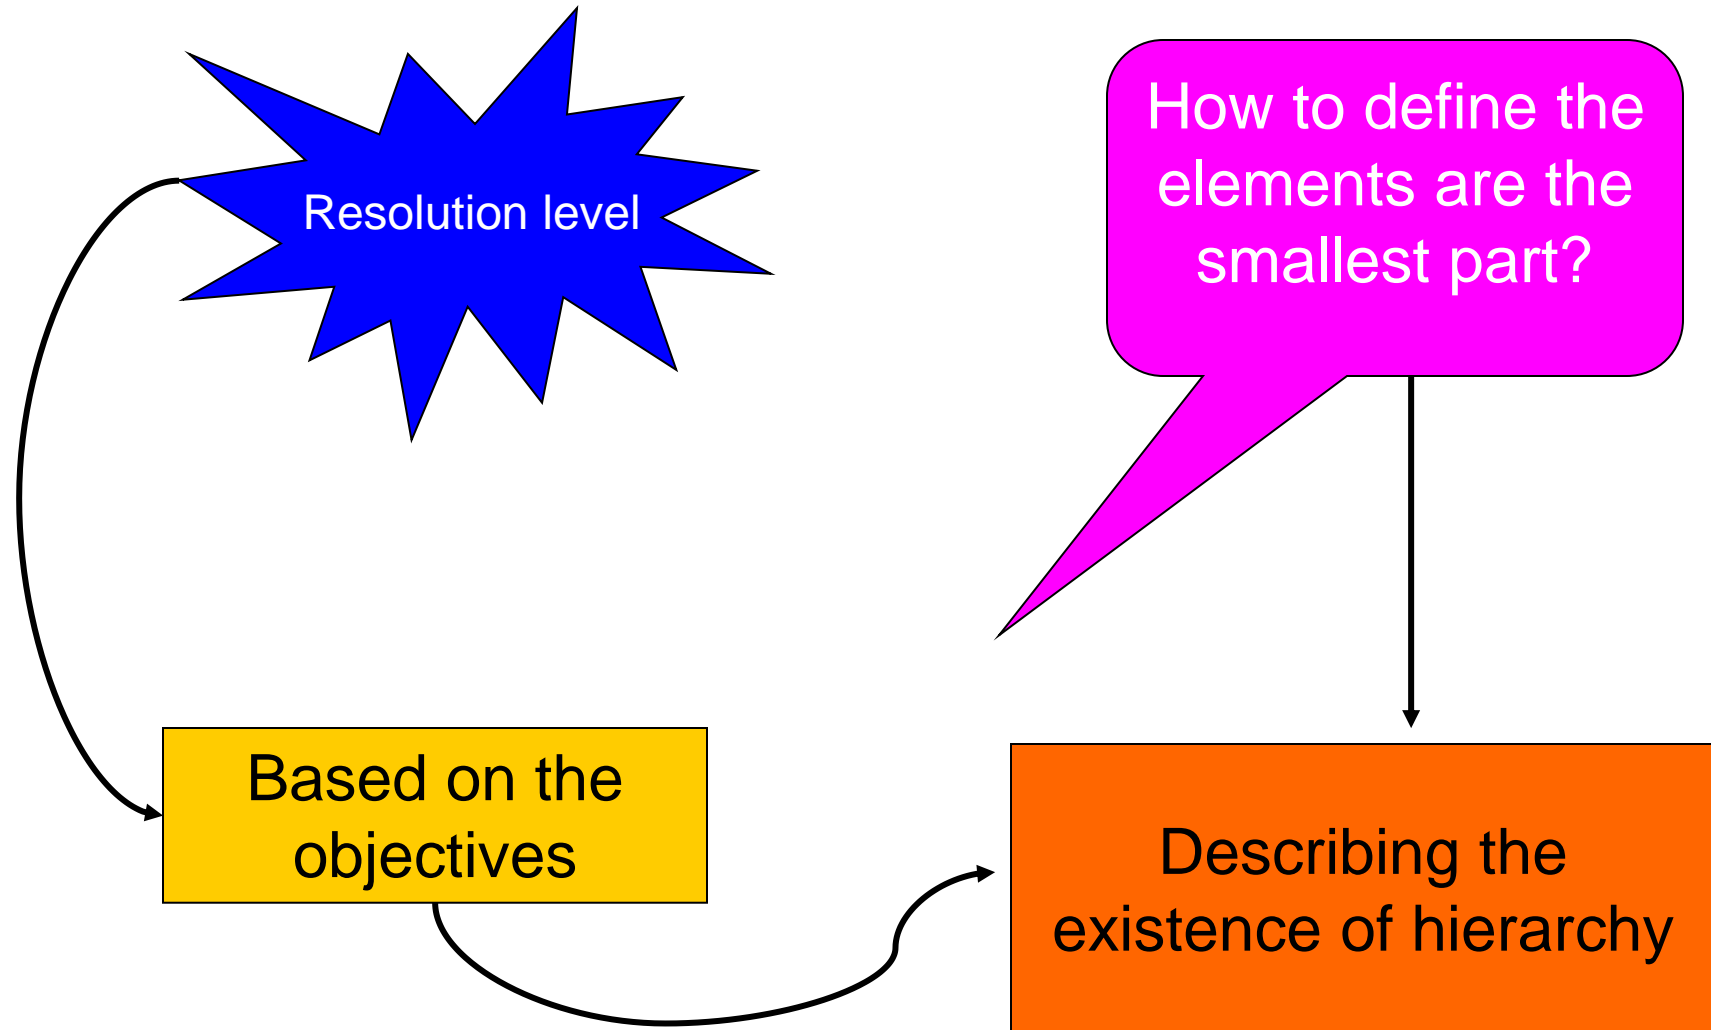 Resolution level
How to define the
elements are the
smallest part?
Based on the
objectives
Describing the
existence of hierarchy